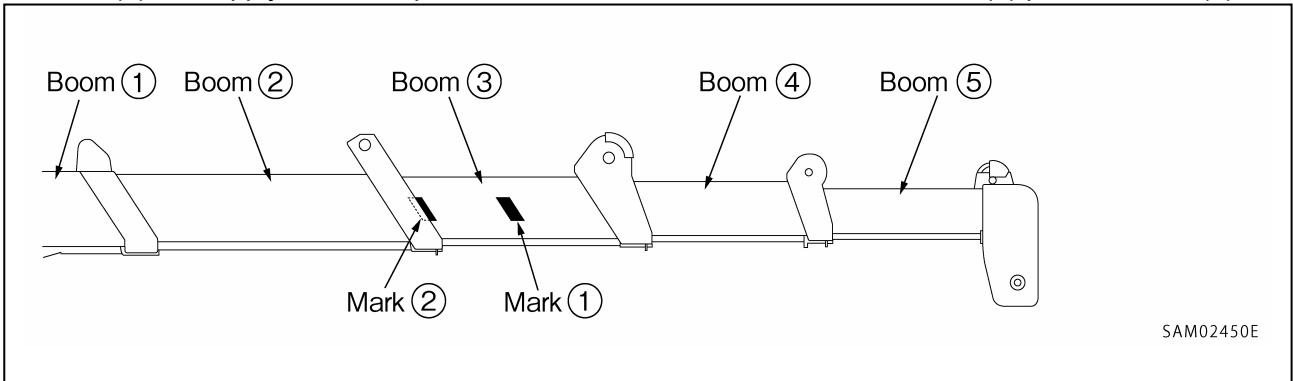 Boom ① Boom ② Boom ③ Boom ④ Boom ⑤
Mark ② Mark ①
SAM02450E